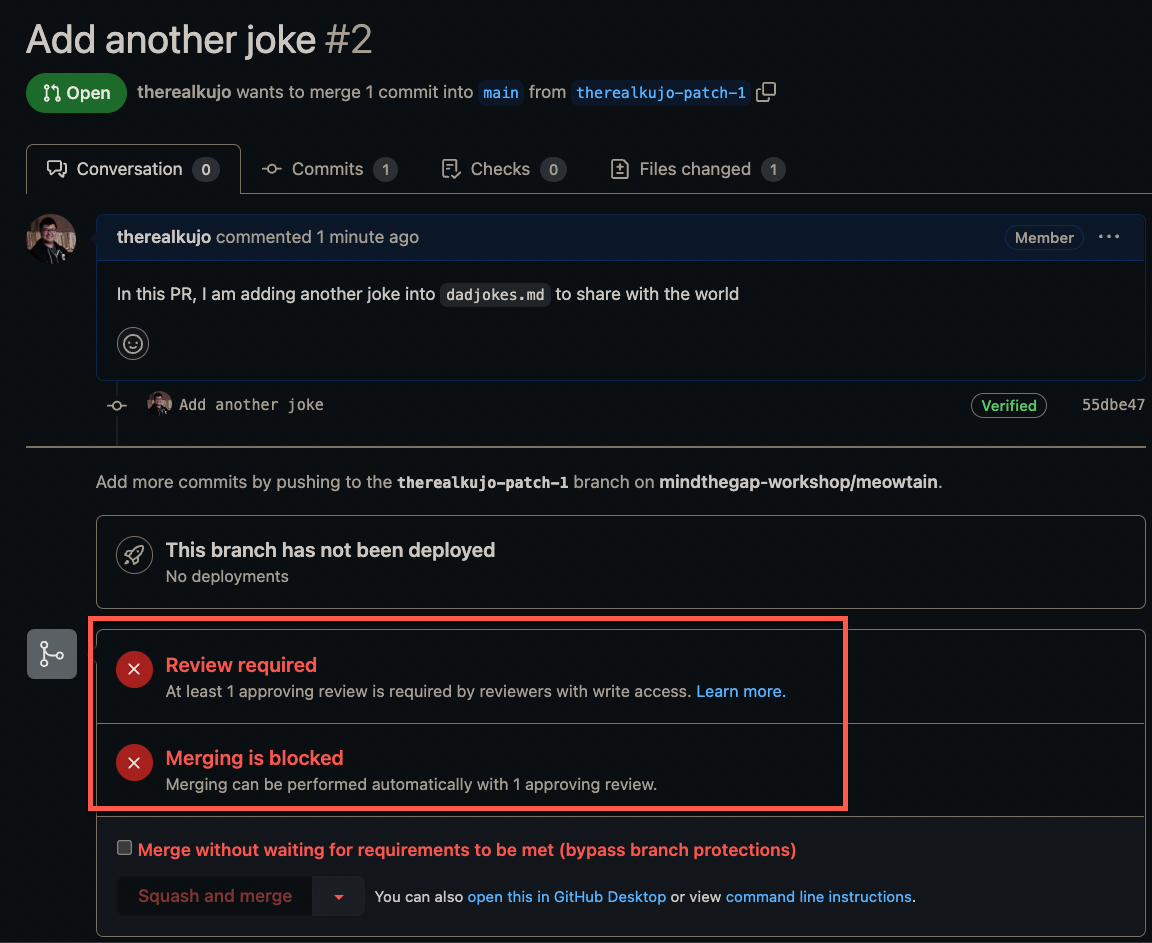 Add another joke #2
Open therealkujo wants to merge 1 commit into main from therealkujo-patch-1
Conversation 0 Commits 1 Checks 0 Files changed 1
therealkujo commented 1 minute ago Member ...
In this PR, I am adding another joke into dadjokes.md to share with the world
Add another joke Verified 55dbe47
Add more commits by pushing to the therealkujo-patch-1 branch on mindthegap-workshop/meowtain.
This branch has not been deployed
No deployments
Review required
At least 1 approving review is required by reviewers with write access. Learn more.
Merging is blocked
Merging can be performed automatically with 1 approving review.
Merge without waiting for requirements to be met (bypass branch protections)
Squash and merge You can also open this in GitHub Desktop or view command line instructions.